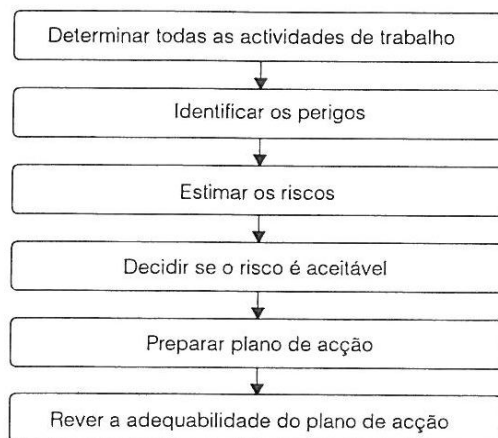 Determinar todas as actividades de trabalho
Identificar os perigos
Estimar os riscos
Decidir se o risco é aceitável
Preparar plano de acção
Rever a adequabilidade do plano de acção